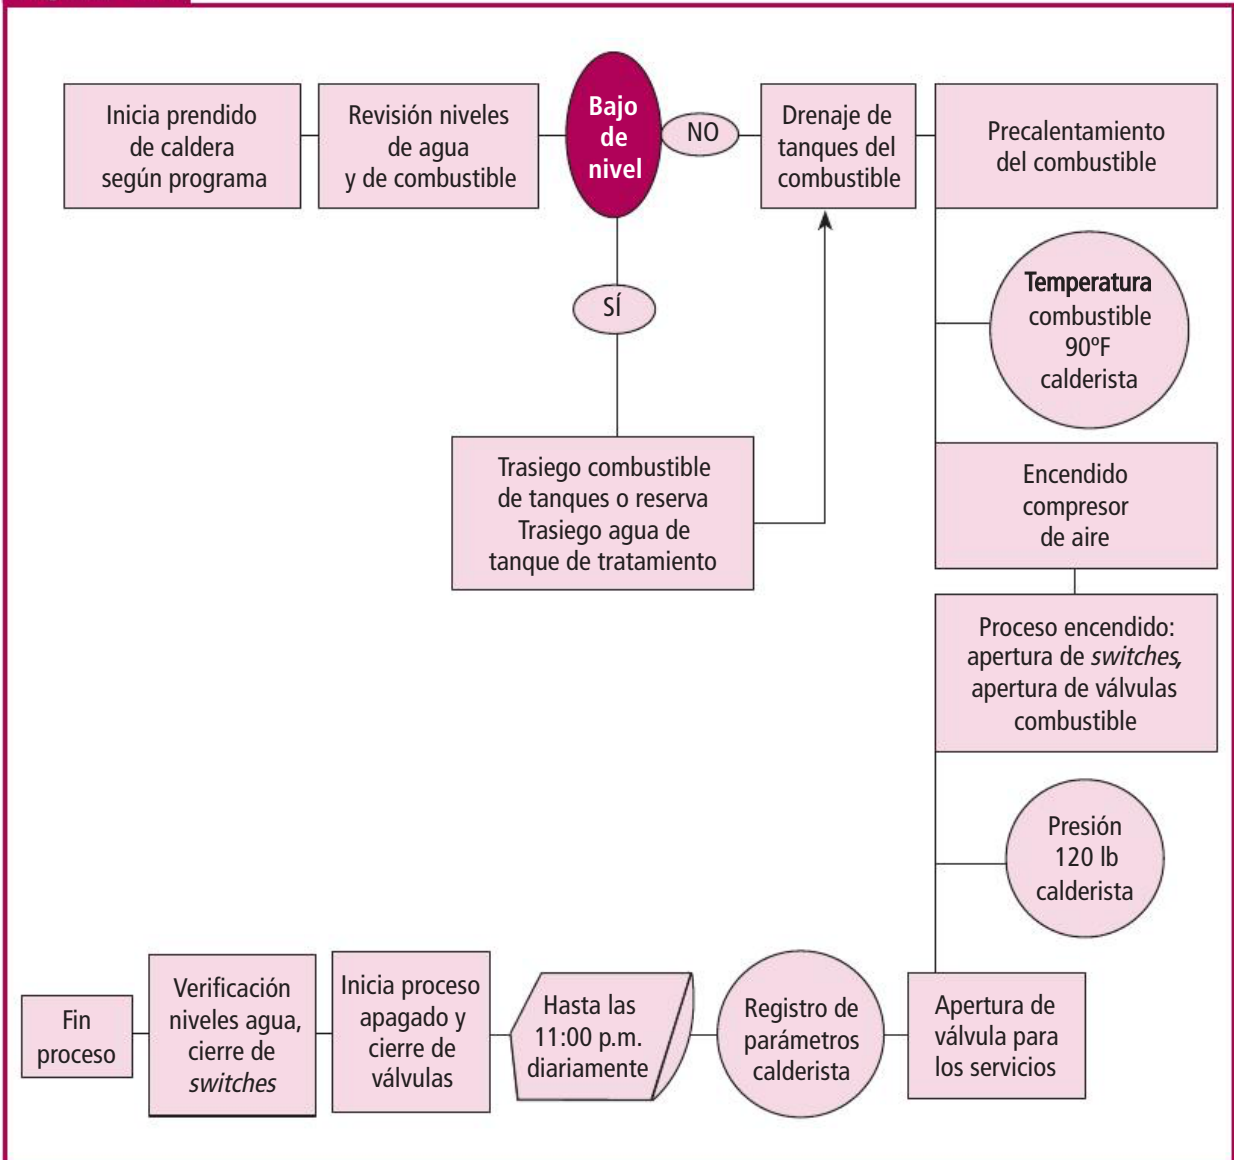 Inicia prendido
de caldera
según programa
Revisión niveles
de agua
y de combustible
Bajo
de
nivel
NO
Drenaje de
tanques del
combustible
Precalentamiento
del combustible
Temperatura
combustible
90ºF
calderista
SÍ
Trasiego combustible
de tanques o reserva
Trasiego agua de
tanque de tratamiento
Encendido
compresor
de aire
Proceso encendido:
apertura de switches,
apertura de válvulas
combustible
Presión
120 lb
calderista
Apertura de
válvula para
los servicios
Registro de
parámetros
calderista
Hasta las
11:00 p.m.
diariamente
Inicia proceso
apagado y
cierre de
válvulas
Verificación
niveles agua,
cierre de
switches
Fin
proceso